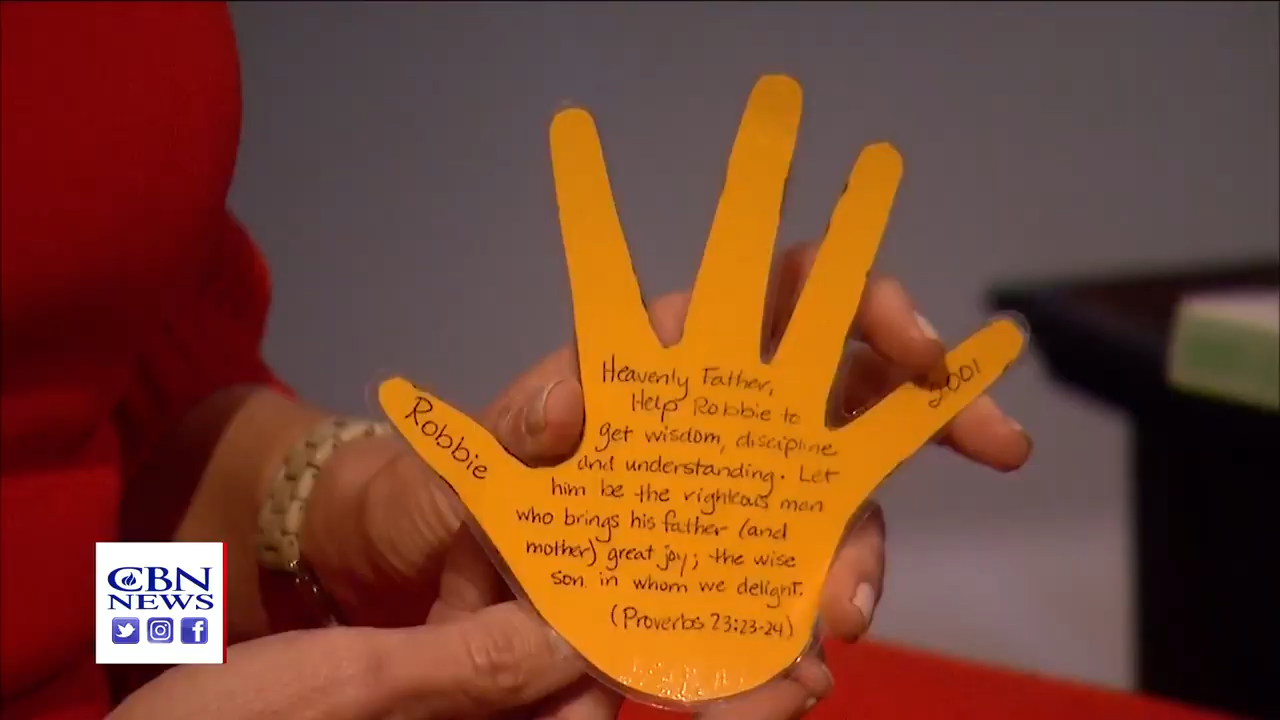 Robbie
2001
Heavenly Father,
Help Robbie to
get wisdom, discipline
and understanding. Let
him be the righteous man
who brings his father (and
mother) great joy; the wise
son in whom we delight.
(Proverbs 23:23-24)
CBN
NEWS